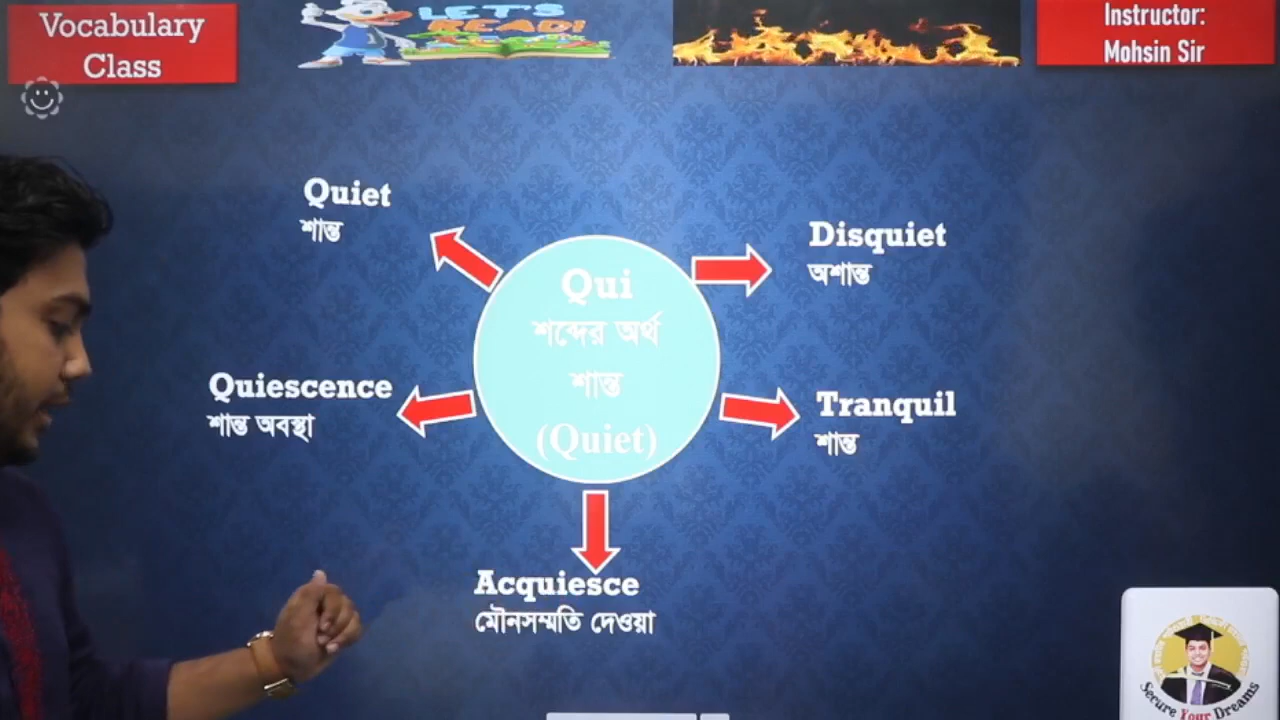 Vocabulary
Class
LET'S
READ!
Instructor:
Mohsin Sir
Quiet
শান্ত
Disquiet
অশান্ত
Qui
শব্দের অর্থ
শান্ত
(Quiet)
Quiescence
শান্ত অবস্থা
Tranquil
শান্ত
Acquiesce
মৌনসম্মতি দেওয়া
Secure Your Dreams